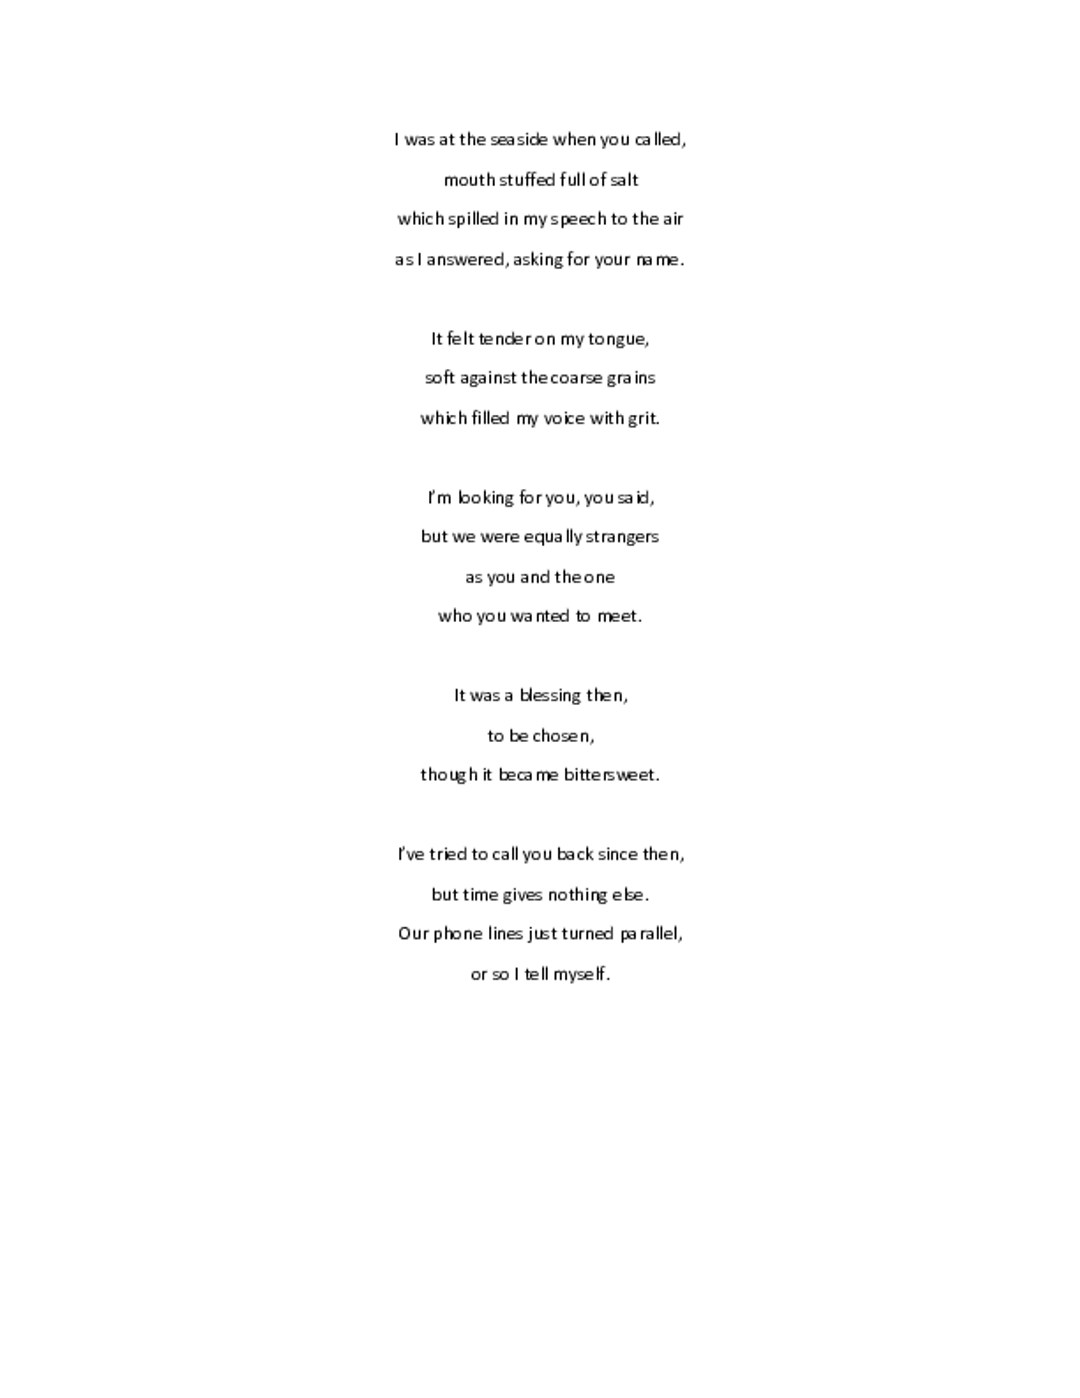 I was at the seaside when you called,
mouth stuffed full of salt
which spilled in my speech to the air
as I answered, asking for your name.
It felt tender on my tongue,
soft against the coarse grains
which filled my voice with grit.
I'm looking for you, you said,
but we were equally strangers
as you and the one
who you wanted to meet.
It was a blessing then,
to be chosen,
though it became bittersweet.
I've tried to call you back since then,
but time gives nothing else.
Our phone lines just turned parallel,
or so I tell myself.